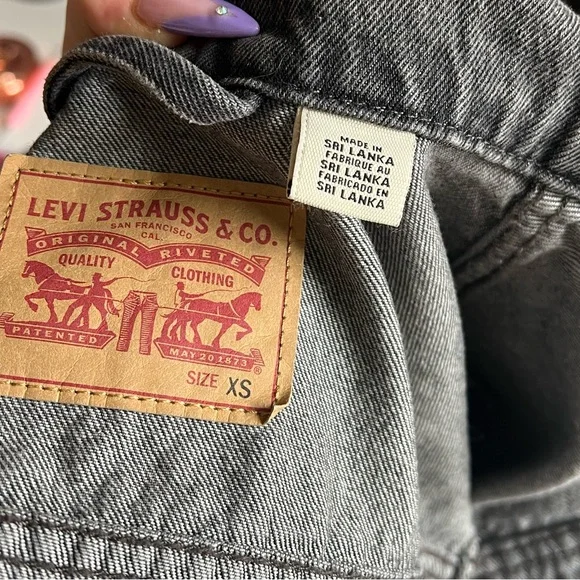 LEVI STRAUSS & CO.
SAN FRANCISCO
CAL.
ORIGINAL RIVETED
QUALITY CLOTHING
PATENTED
MAY 20 1873
®
SIZE XS
MADE IN
SRI LANKA
FABRIQUE AU
SRI LANKA
FABRICADO EN
SRI LANKA